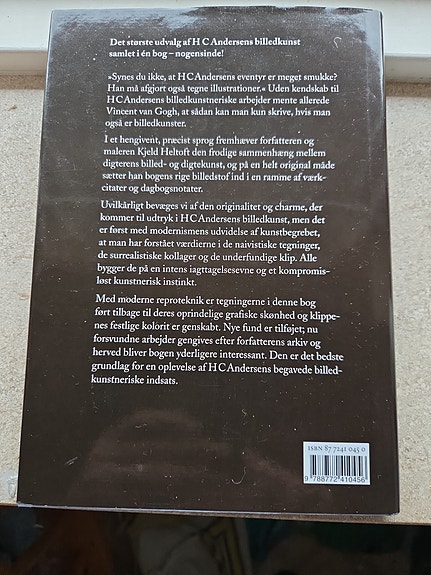 Det største udvalg af H C Andersens billedkunst
samlet i én bog – nogensinde!
»Synes du ikke, at H C Andersens eventyr er meget smukke?
Han må afgjort også tegne illustrationer.« Uden kendskab til
H C Andersens billedkunstneriske arbejder mente allerede
Vincent van Gogh, at sådan kan man kun skrive, hvis man
også er billedkunster.
I et hengivent, præcist sprog fremhæver forfatteren og
maleren Kjeld Heltoft den frodige sammenhæng mellem
digterens billed- og digtekunst, og på en helt original måde
sætter han bogens rige billedstof ind i en ramme af værk-
citater og dagbogsnotater.
Uvilkårligt bevæges vi af den originalitet og charme, der
kommer til udtryk i H C Andersens billedkunst, men det
er først med modernismens udvidelse af kunstbegrebet,
at man har forstået værdierne i de naivistiske tegninger,
de surrealistiske kollager og de underfundige klip. Alle
bygger de på en intens iagttagelsesevne og et kompromis-
løst kunstnerisk instinkt.
Med moderne reproteknik er tegningerne i denne bog
ført tilbage til deres oprindelige grafiske skønhed og klippe-
nes festlige kolorit er genskabt. Nye fund er tilføjet; nu
forsvundne arbejder gengives efter forfatterens arkiv og
herved bliver bogen yderligere interessant. Den er det bedste
grundlag for en oplevelse af H C Andersens begavede billed-
kunstneriske indsats.
ISBN 87 7241 045 0
9 788772 410456